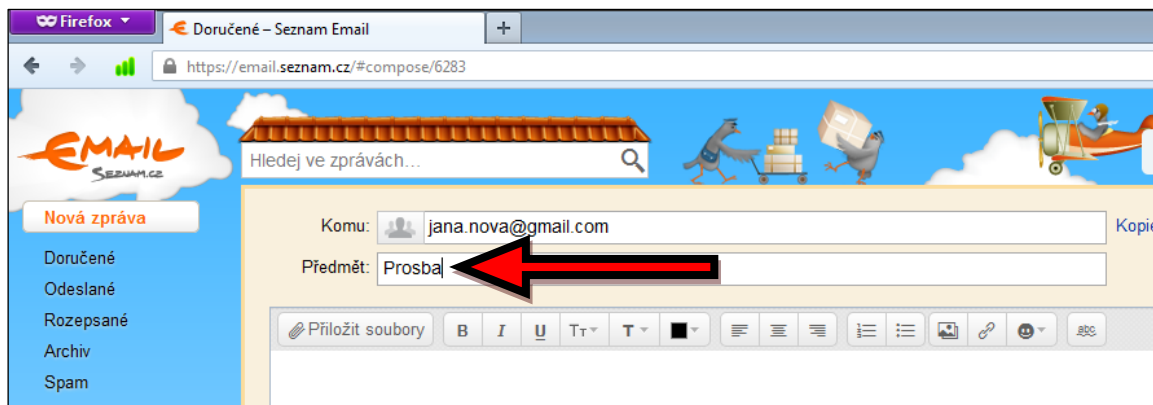 Firefox
Doručené – Seznam Email
+
https://email.seznam.cz/#compose/6283
EMAIL
SEZNAM.CZ
Hledej ve zprávách...
Nová zpráva
Komu: jana.nova@gmail.com Kopie
Předmět: Prosba
Doručené
Odeslané
Rozepsané
Archiv
Spam
Přiložit soubory B I U TT T abc